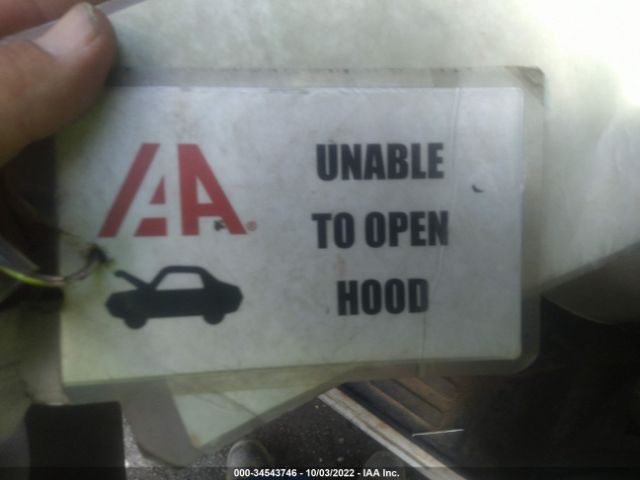 IAA®
UNABLE
TO OPEN
HOOD
000-34543746 - 10/03/2022 - IAA Inc.